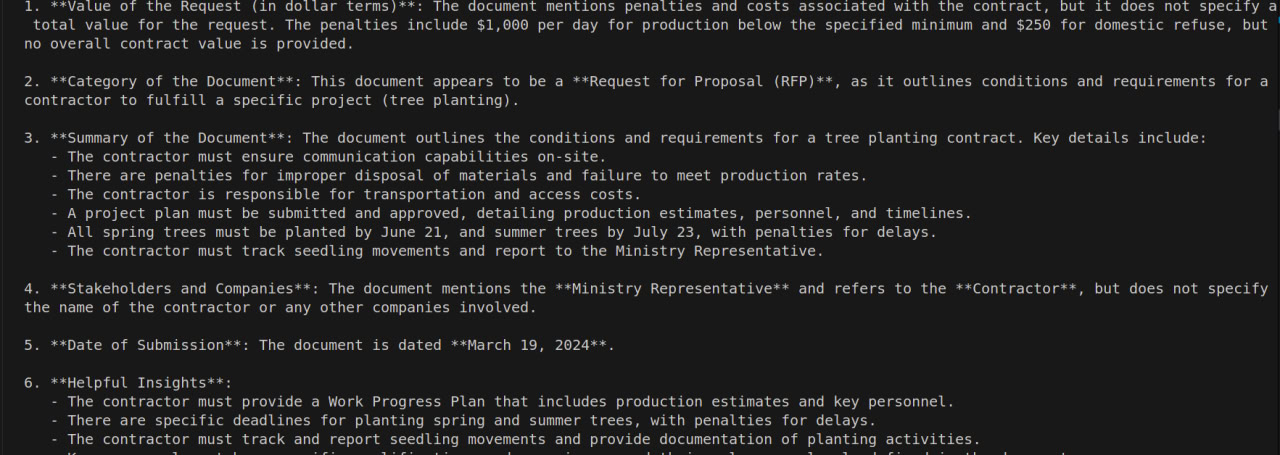 1. **Value of the Request (in dollar terms)**: The document mentions penalties and costs associated with the contract, but it does not specify a
total value for the request. The penalties include $1,000 per day for production below the specified minimum and $250 for domestic refuse, but
no overall contract value is provided.
2. **Category of the Document**: This document appears to be a **Request for Proposal (RFP)**, as it outlines conditions and requirements for a
contractor to fulfill a specific project (tree planting).
3. **Summary of the Document**: The document outlines the conditions and requirements for a tree planting contract. Key details include:
- The contractor must ensure communication capabilities on-site.
- There are penalties for improper disposal of materials and failure to meet production rates.
- The contractor is responsible for transportation and access costs.
- A project plan must be submitted and approved, detailing production estimates, personnel, and timelines.
- All spring trees must be planted by June 21, and summer trees by July 23, with penalties for delays.
- The contractor must track seedling movements and report to the Ministry Representative.
4. **Stakeholders and Companies**: The document mentions the **Ministry Representative** and refers to the **Contractor**, but does not specify
the name of the contractor or any other companies involved.
5. **Date of Submission**: The document is dated **March 19, 2024**.
6. **Helpful Insights**:
- The contractor must provide a Work Progress Plan that includes production estimates and key personnel.
- There are specific deadlines for planting spring and summer trees, with penalties for delays.
- The contractor must track and report seedling movements and provide documentation of planting activities.